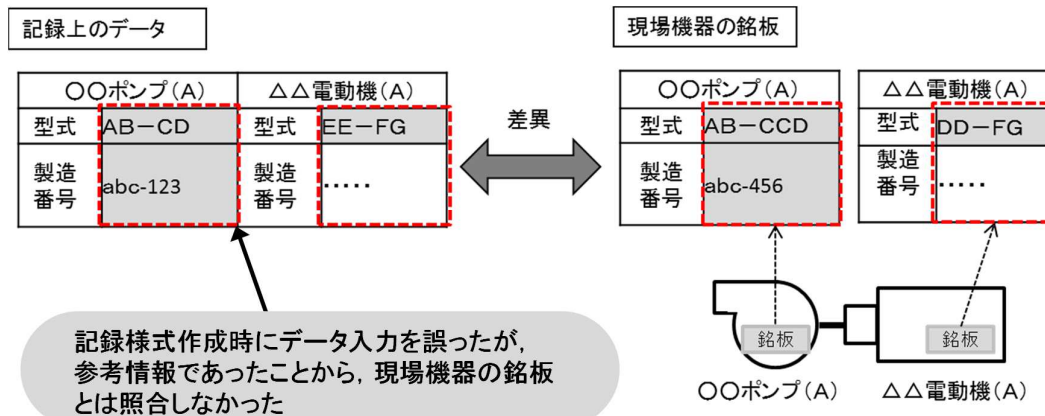 記録上のデータ
現場機器の銘板
〇〇ポンプ(A) △△電動機(A)
型式 AB－CD 型式 EE－FG
製造番号 abc-123 製造番号 ・・・・・
差異
〇〇ポンプ(A) △△電動機(A)
型式 AB－CCD 型式 DD－FG
製造番号 abc-456 製造番号 ・・・・・
銘板 銘板
〇〇ポンプ(A) △△電動機(A)
記録様式作成時にデータ入力を誤ったが，
参考情報であったことから，現場機器の銘板
とは照合しなかった